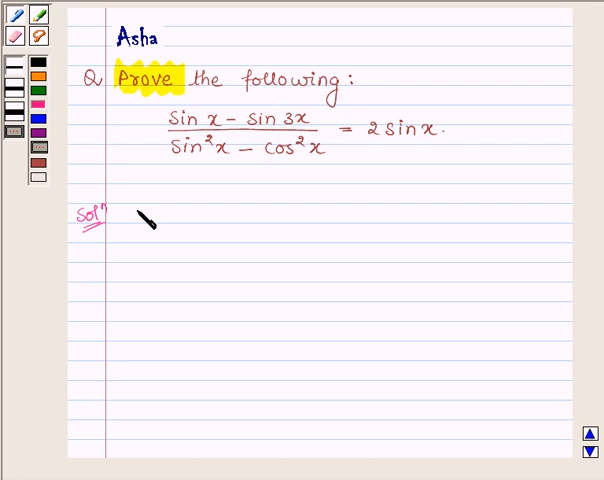 Asha
Q Prove the following:
sin x - sin 3x
———————— = 2 sin x.
sin²x - cos²x
Solⁿ